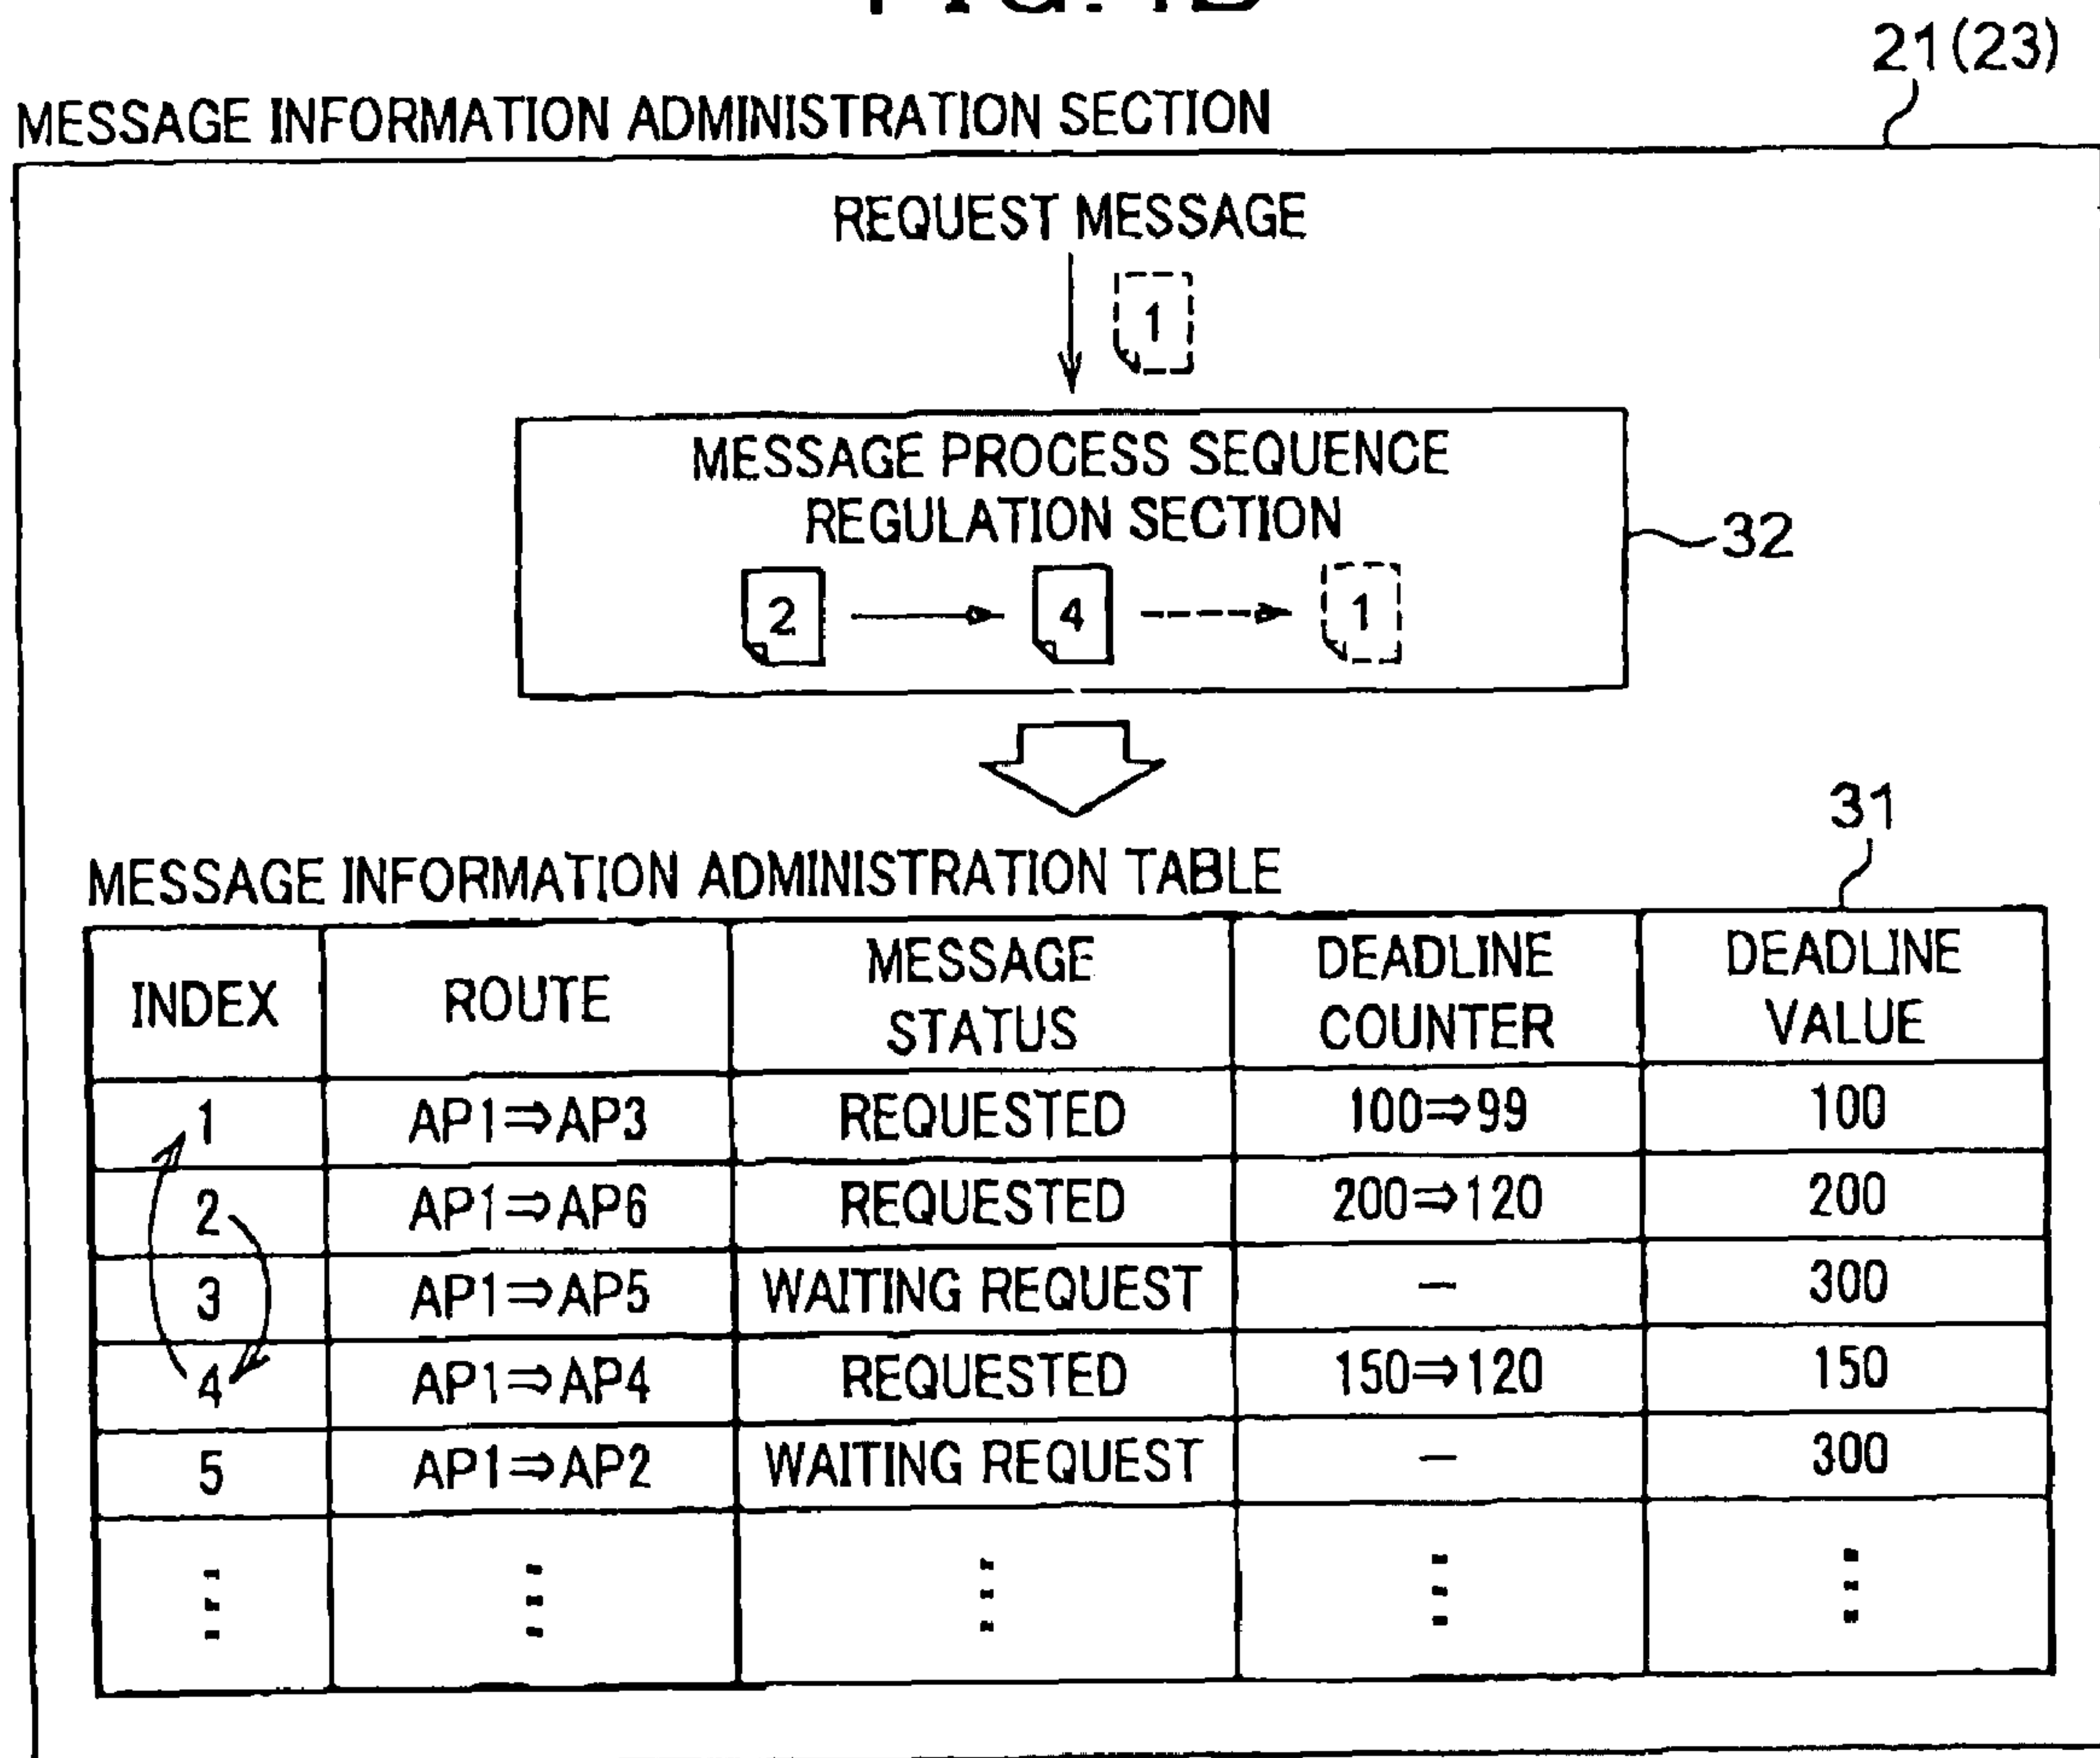 21(23)
MESSAGE INFORMATION ADMINISTRATION SECTION
REQUEST MESSAGE
1
MESSAGE PROCESS SEQUENCE
REGULATION SECTION
32
2 4 1
31
MESSAGE INFORMATION ADMINISTRATION TABLE
INDEX ROUTE MESSAGE STATUS DEADLINE COUNTER DEADLINE VALUE
1 AP1⇒AP3 REQUESTED 100⇒99 100
2 AP1⇒AP6 REQUESTED 200⇒120 200
3 AP1⇒AP5 WAITING REQUEST — 300
4 AP1⇒AP4 REQUESTED 150⇒120 150
5 AP1⇒AP2 WAITING REQUEST — 300